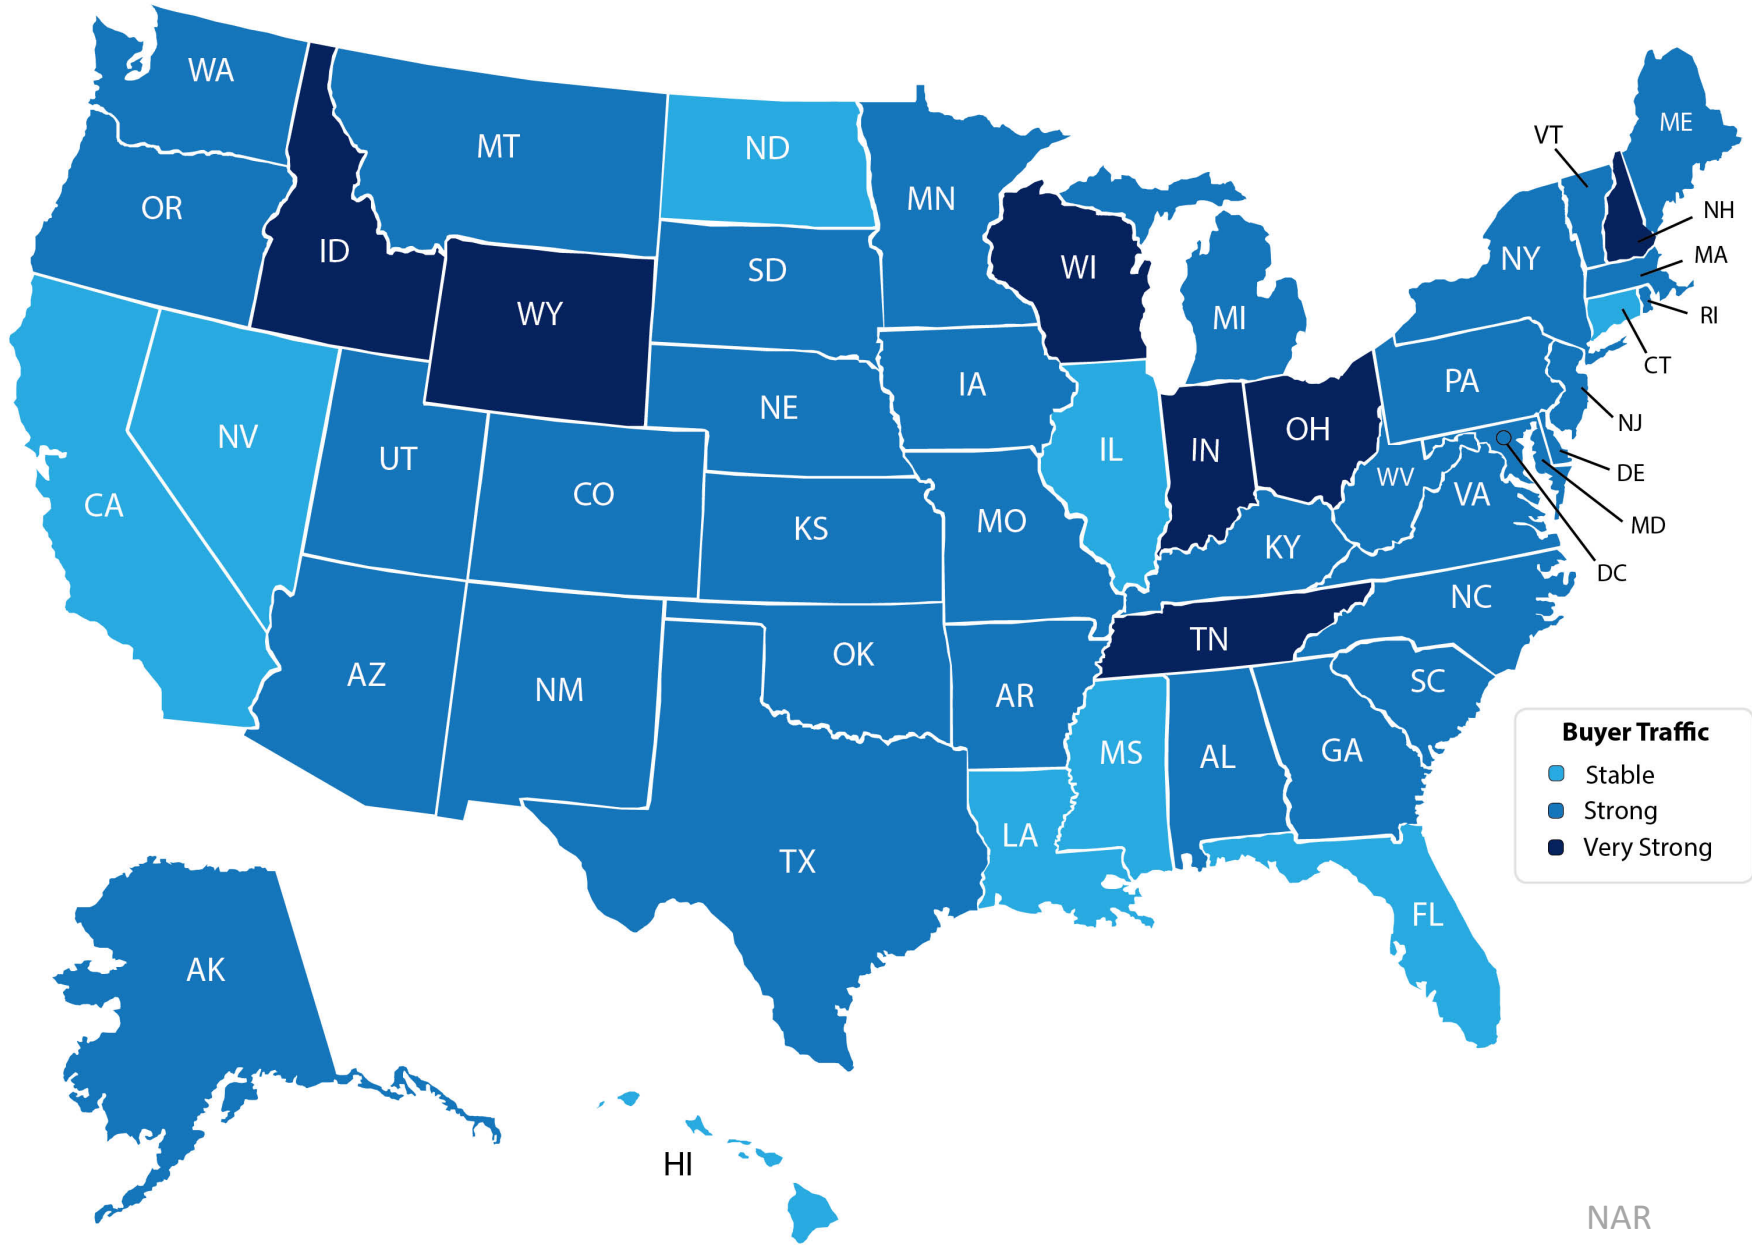 WA
MT
ND
MN
ME
VT
OR
ID
WY
SD
WI
MI
NY
NH
MA
RI
CT
NV
UT
CO
NE
IA
IL
IN
OH
PA
NJ
DE
MD
DC
CA
KS
MO
KY
WV
VA
NC
AZ
NM
OK
AR
TN
SC
MS
AL
GA
TX
LA
FL
AK
HI
Buyer Traffic
Stable
Strong
Very Strong
NAR